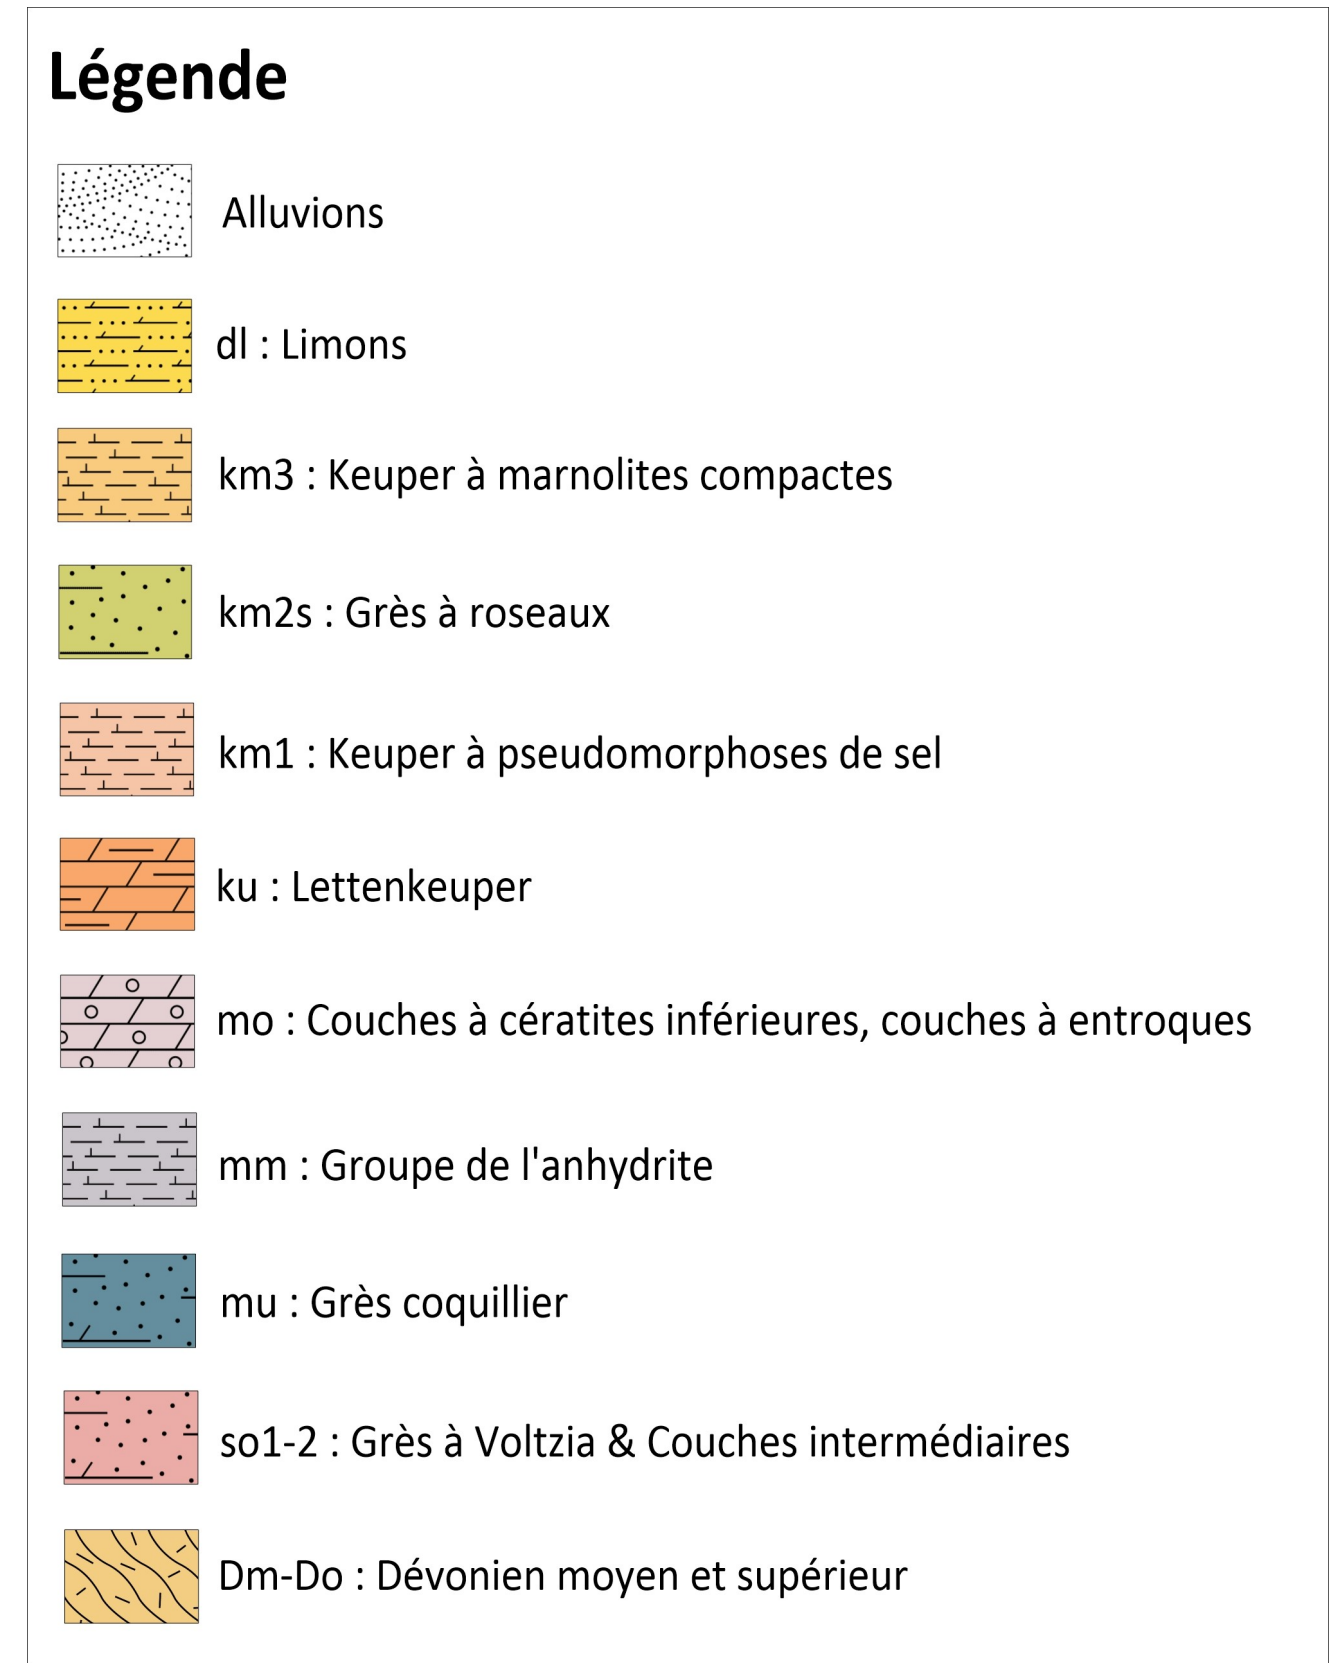 Légende
Alluvions
dl : Limons
km3 : Keuper à marnolites compactes
km2s : Grès à roseaux
km1 : Keuper à pseudomorphoses de sel
ku : Lettenkeuper
mo : Couches à cératites inférieures, couches à entroques
mm : Groupe de l'anhydrite
mu : Grès coquillier
so1-2 : Grès à Voltzia & Couches intermédiaires
Dm-Do : Dévonien moyen et supérieur